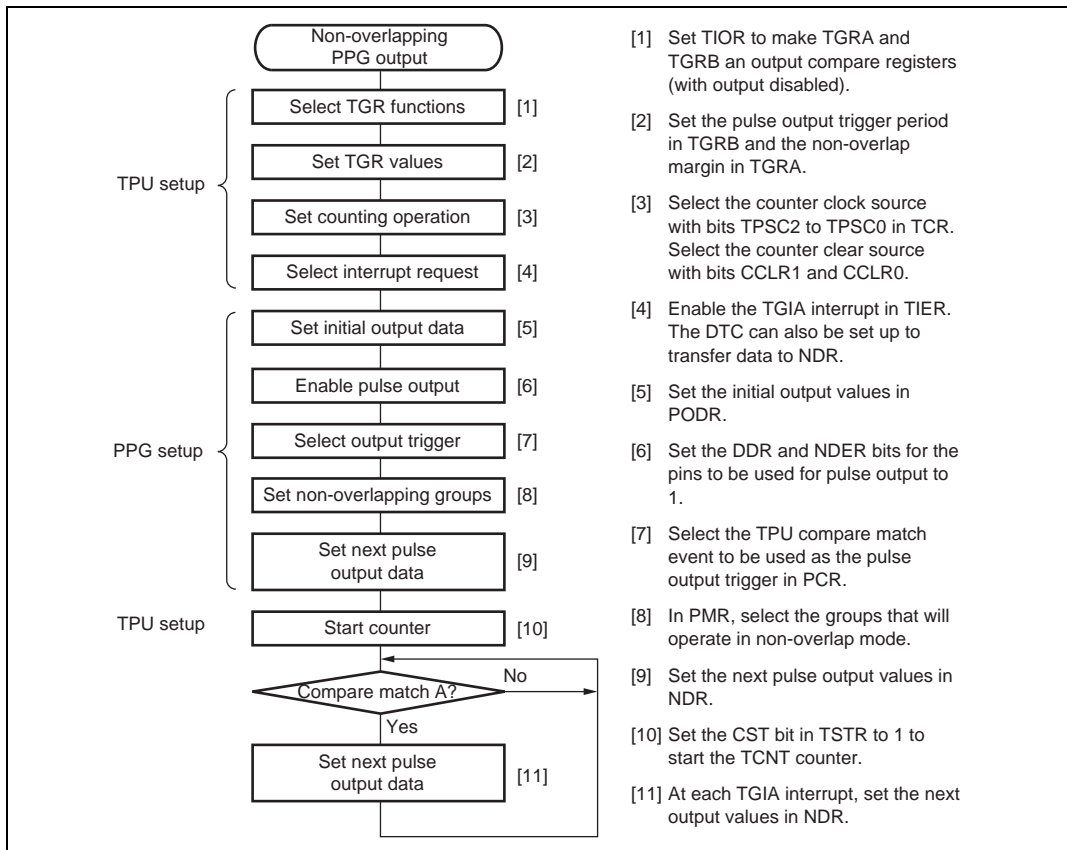 Non-overlapping
PPG output
TPU setup
Select TGR functions [1]
Set TGR values [2]
Set counting operation [3]
Select interrupt request [4]
PPG setup
Set initial output data [5]
Enable pulse output [6]
Select output trigger [7]
Set non-overlapping groups [8]
Set next pulse
output data [9]
TPU setup
Start counter [10]
Compare match A?
No
Yes
Set next pulse
output data [11]
[1] Set TIOR to make TGRA and
TGRB an output compare registers
(with output disabled).
[2] Set the pulse output trigger period
in TGRB and the non-overlap
margin in TGRA.
[3] Select the counter clock source
with bits TPSC2 to TPSC0 in TCR.
Select the counter clear source
with bits CCLR1 and CCLR0.
[4] Enable the TGIA interrupt in TIER.
The DTC can also be set up to
transfer data to NDR.
[5] Set the initial output values in
PODR.
[6] Set the DDR and NDER bits for the
pins to be used for pulse output to
1.
[7] Select the TPU compare match
event to be used as the pulse
output trigger in PCR.
[8] In PMR, select the groups that will
operate in non-overlap mode.
[9] Set the next pulse output values in
NDR.
[10] Set the CST bit in TSTR to 1 to
start the TCNT counter.
[11] At each TGIA interrupt, set the next
output values in NDR.